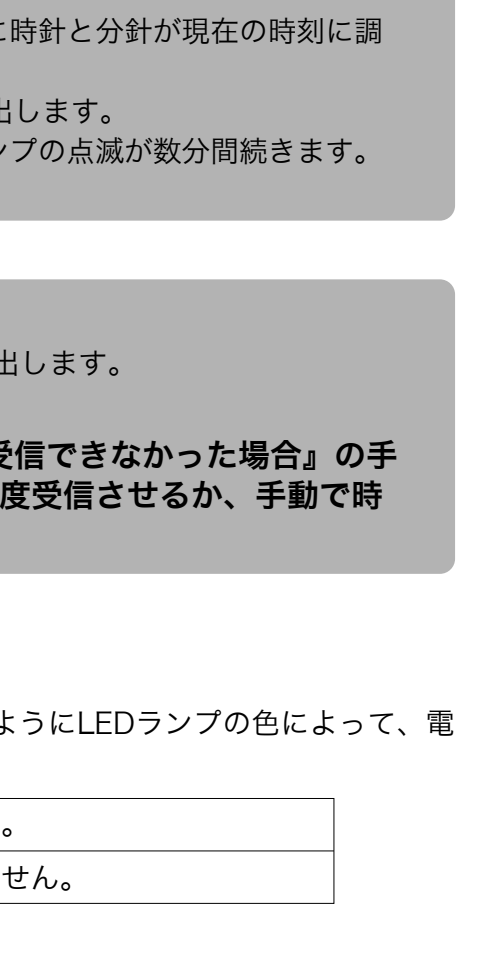 に時針と分針が現在の時刻に調
出します。
ンプの点滅が数分間続きます。
出します。
受信できなかった場合』の手
度受信させるか、手動で時
ようにLEDランプの色によって、電
。
せん。